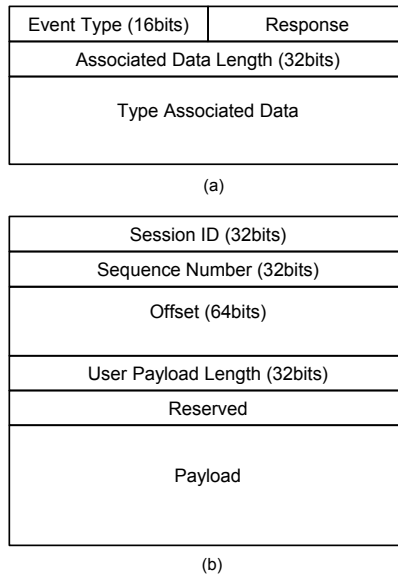 Event Type (16bits) Response
Associated Data Length (32bits)
Type Associated Data
(a)
Session ID (32bits)
Sequence Number (32bits)
Offset (64bits)
User Payload Length (32bits)
Reserved
Payload
(b)